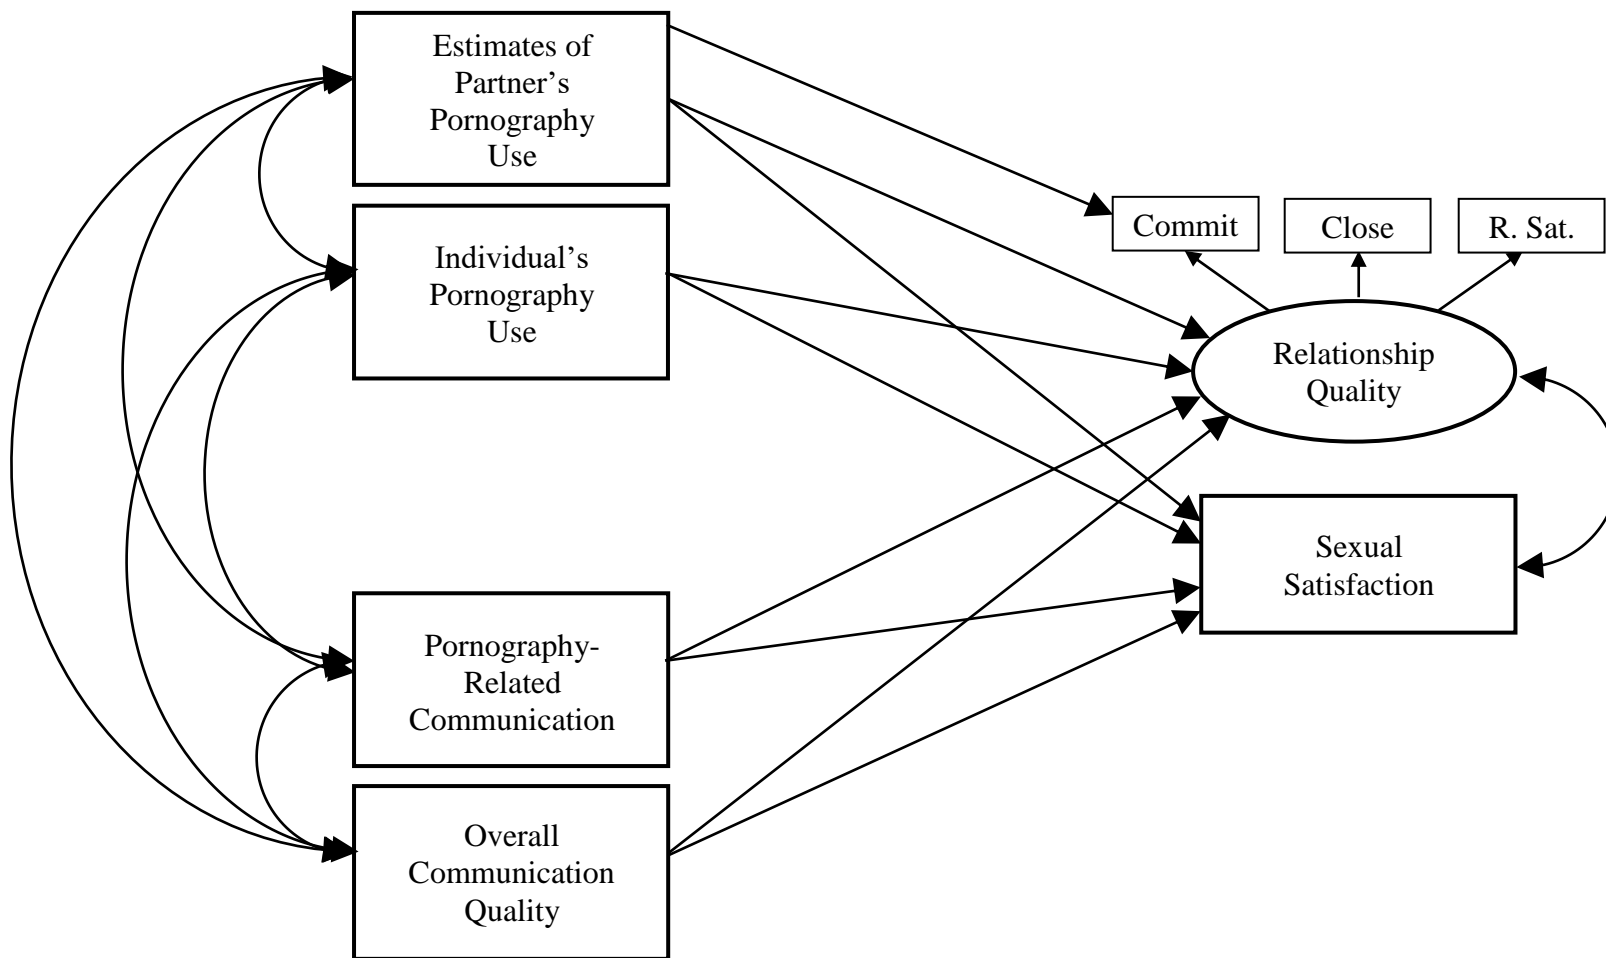 Estimates of
Partner’s
Pornography
Use
Individual’s
Pornography
Use
Pornography-
Related
Communication
Overall
Communication
Quality
Commit
Close
R. Sat.
Relationship
Quality
Sexual
Satisfaction